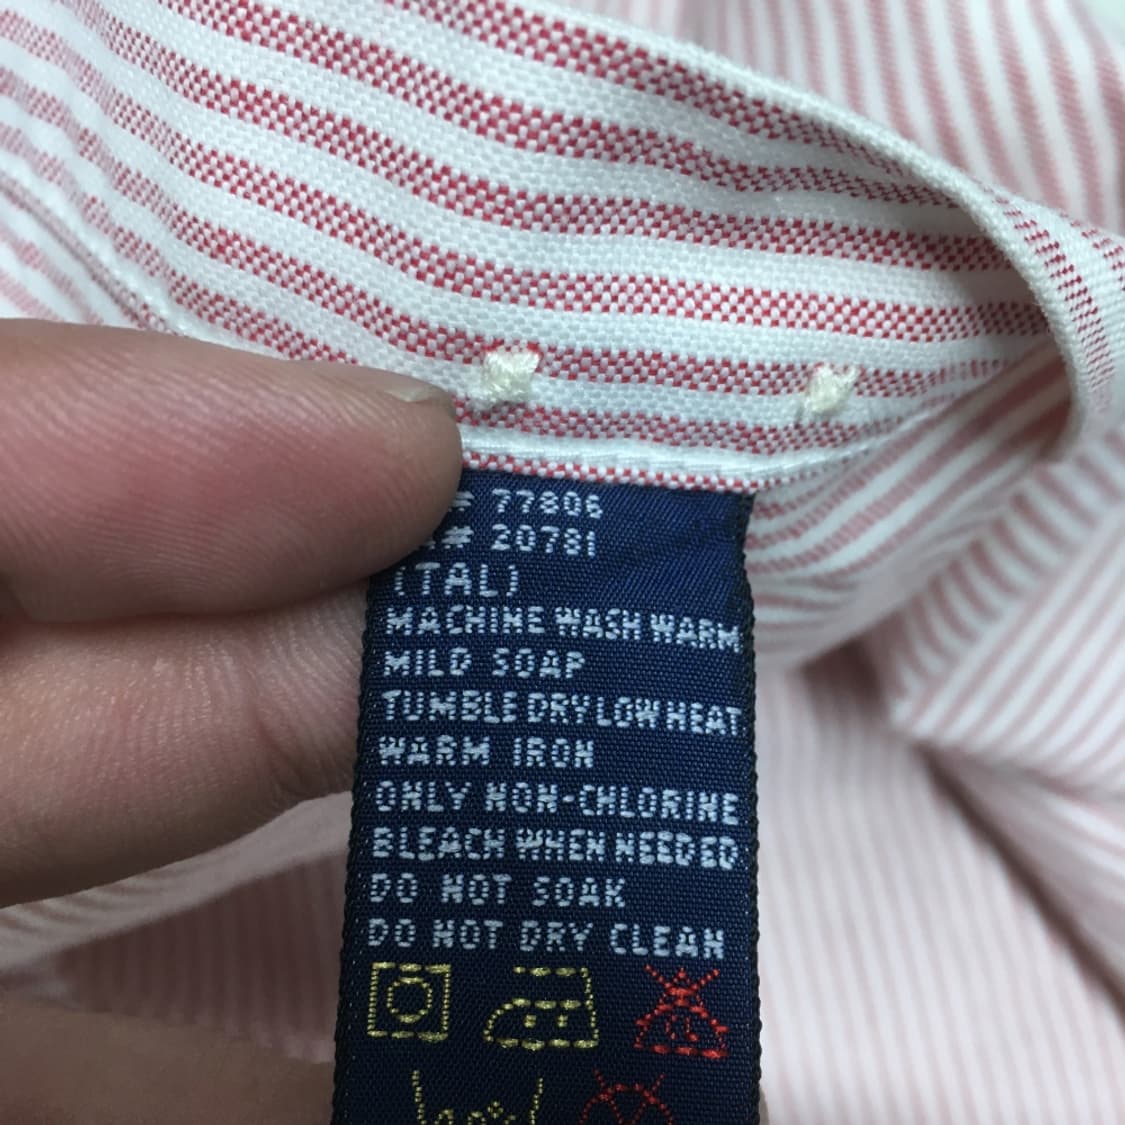 # 77806
# 20781
(TAL)
MACHINE WASH WARM
MILD SOAP
TUMBLE DRY LOW HEAT
WARM IRON
ONLY NON-CHLORINE
BLEACH WHEN NEEDED
DO NOT SOAK
DO NOT DRY CLEAN
CL